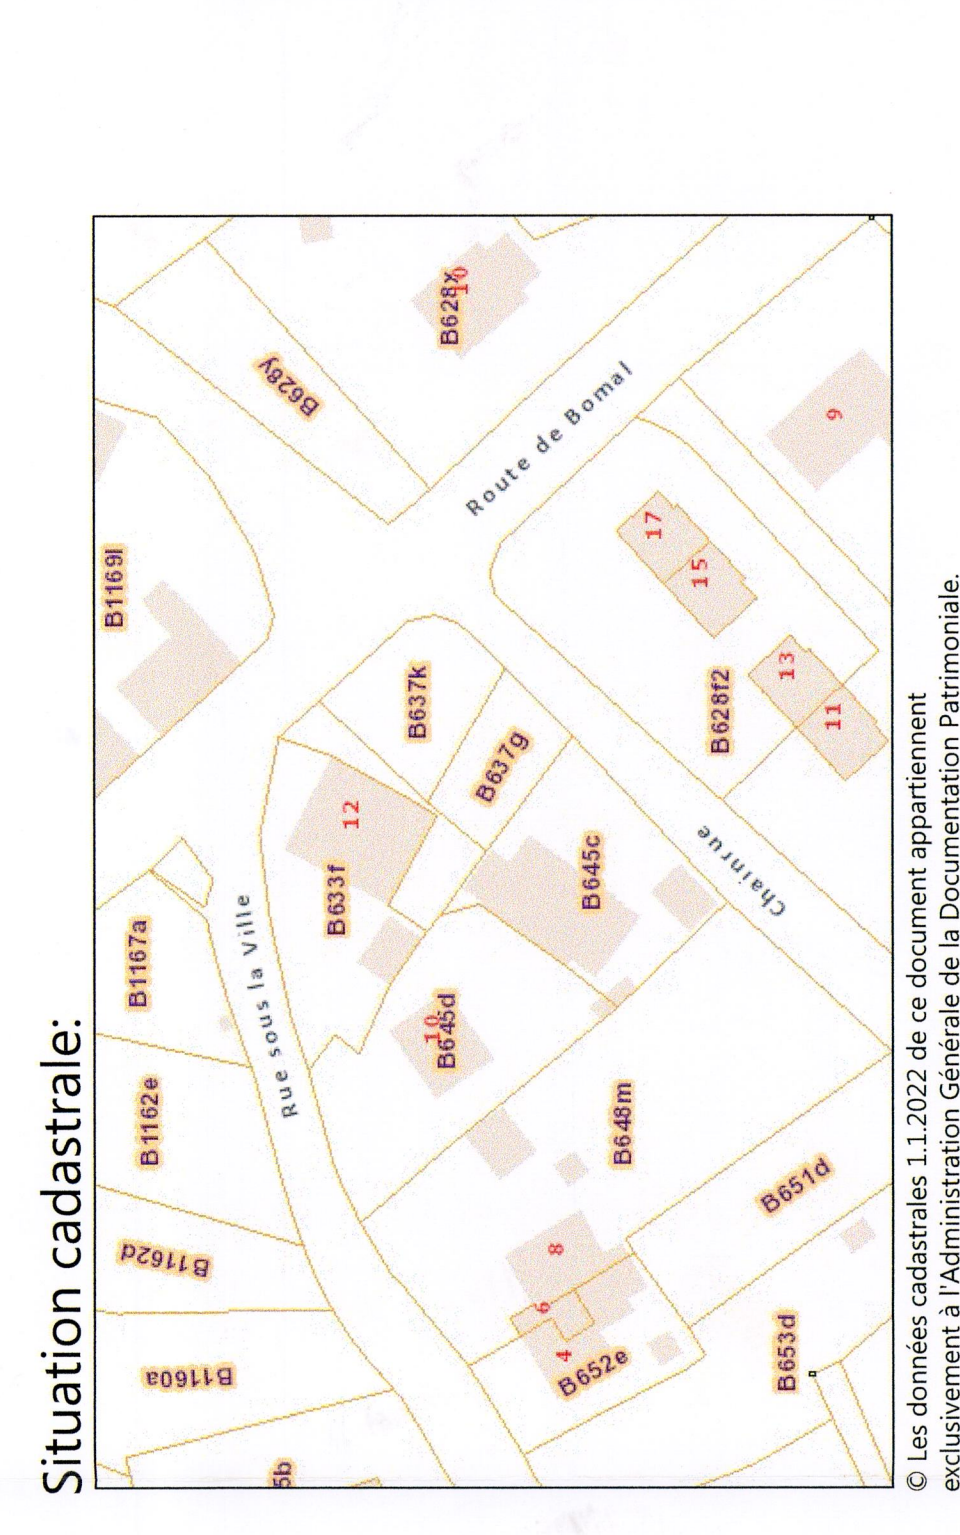 Situation cadastrale:
5b
B1160a
B1162d
B1162e
B1167a
B1169l
B628y
Rue sous la Ville
B633f
12
B637k
B628x
10
B637g
Route de Bomal
B645d
10
B645c
17
15
4
6
8
B652e
B648m
B628f2
13
11
9
Chainrue
B651d
B653d
© Les données cadastrales 1.1.2022 de ce document appartiennent
exclusivement à l'Administration Générale de la Documentation Patrimoniale.